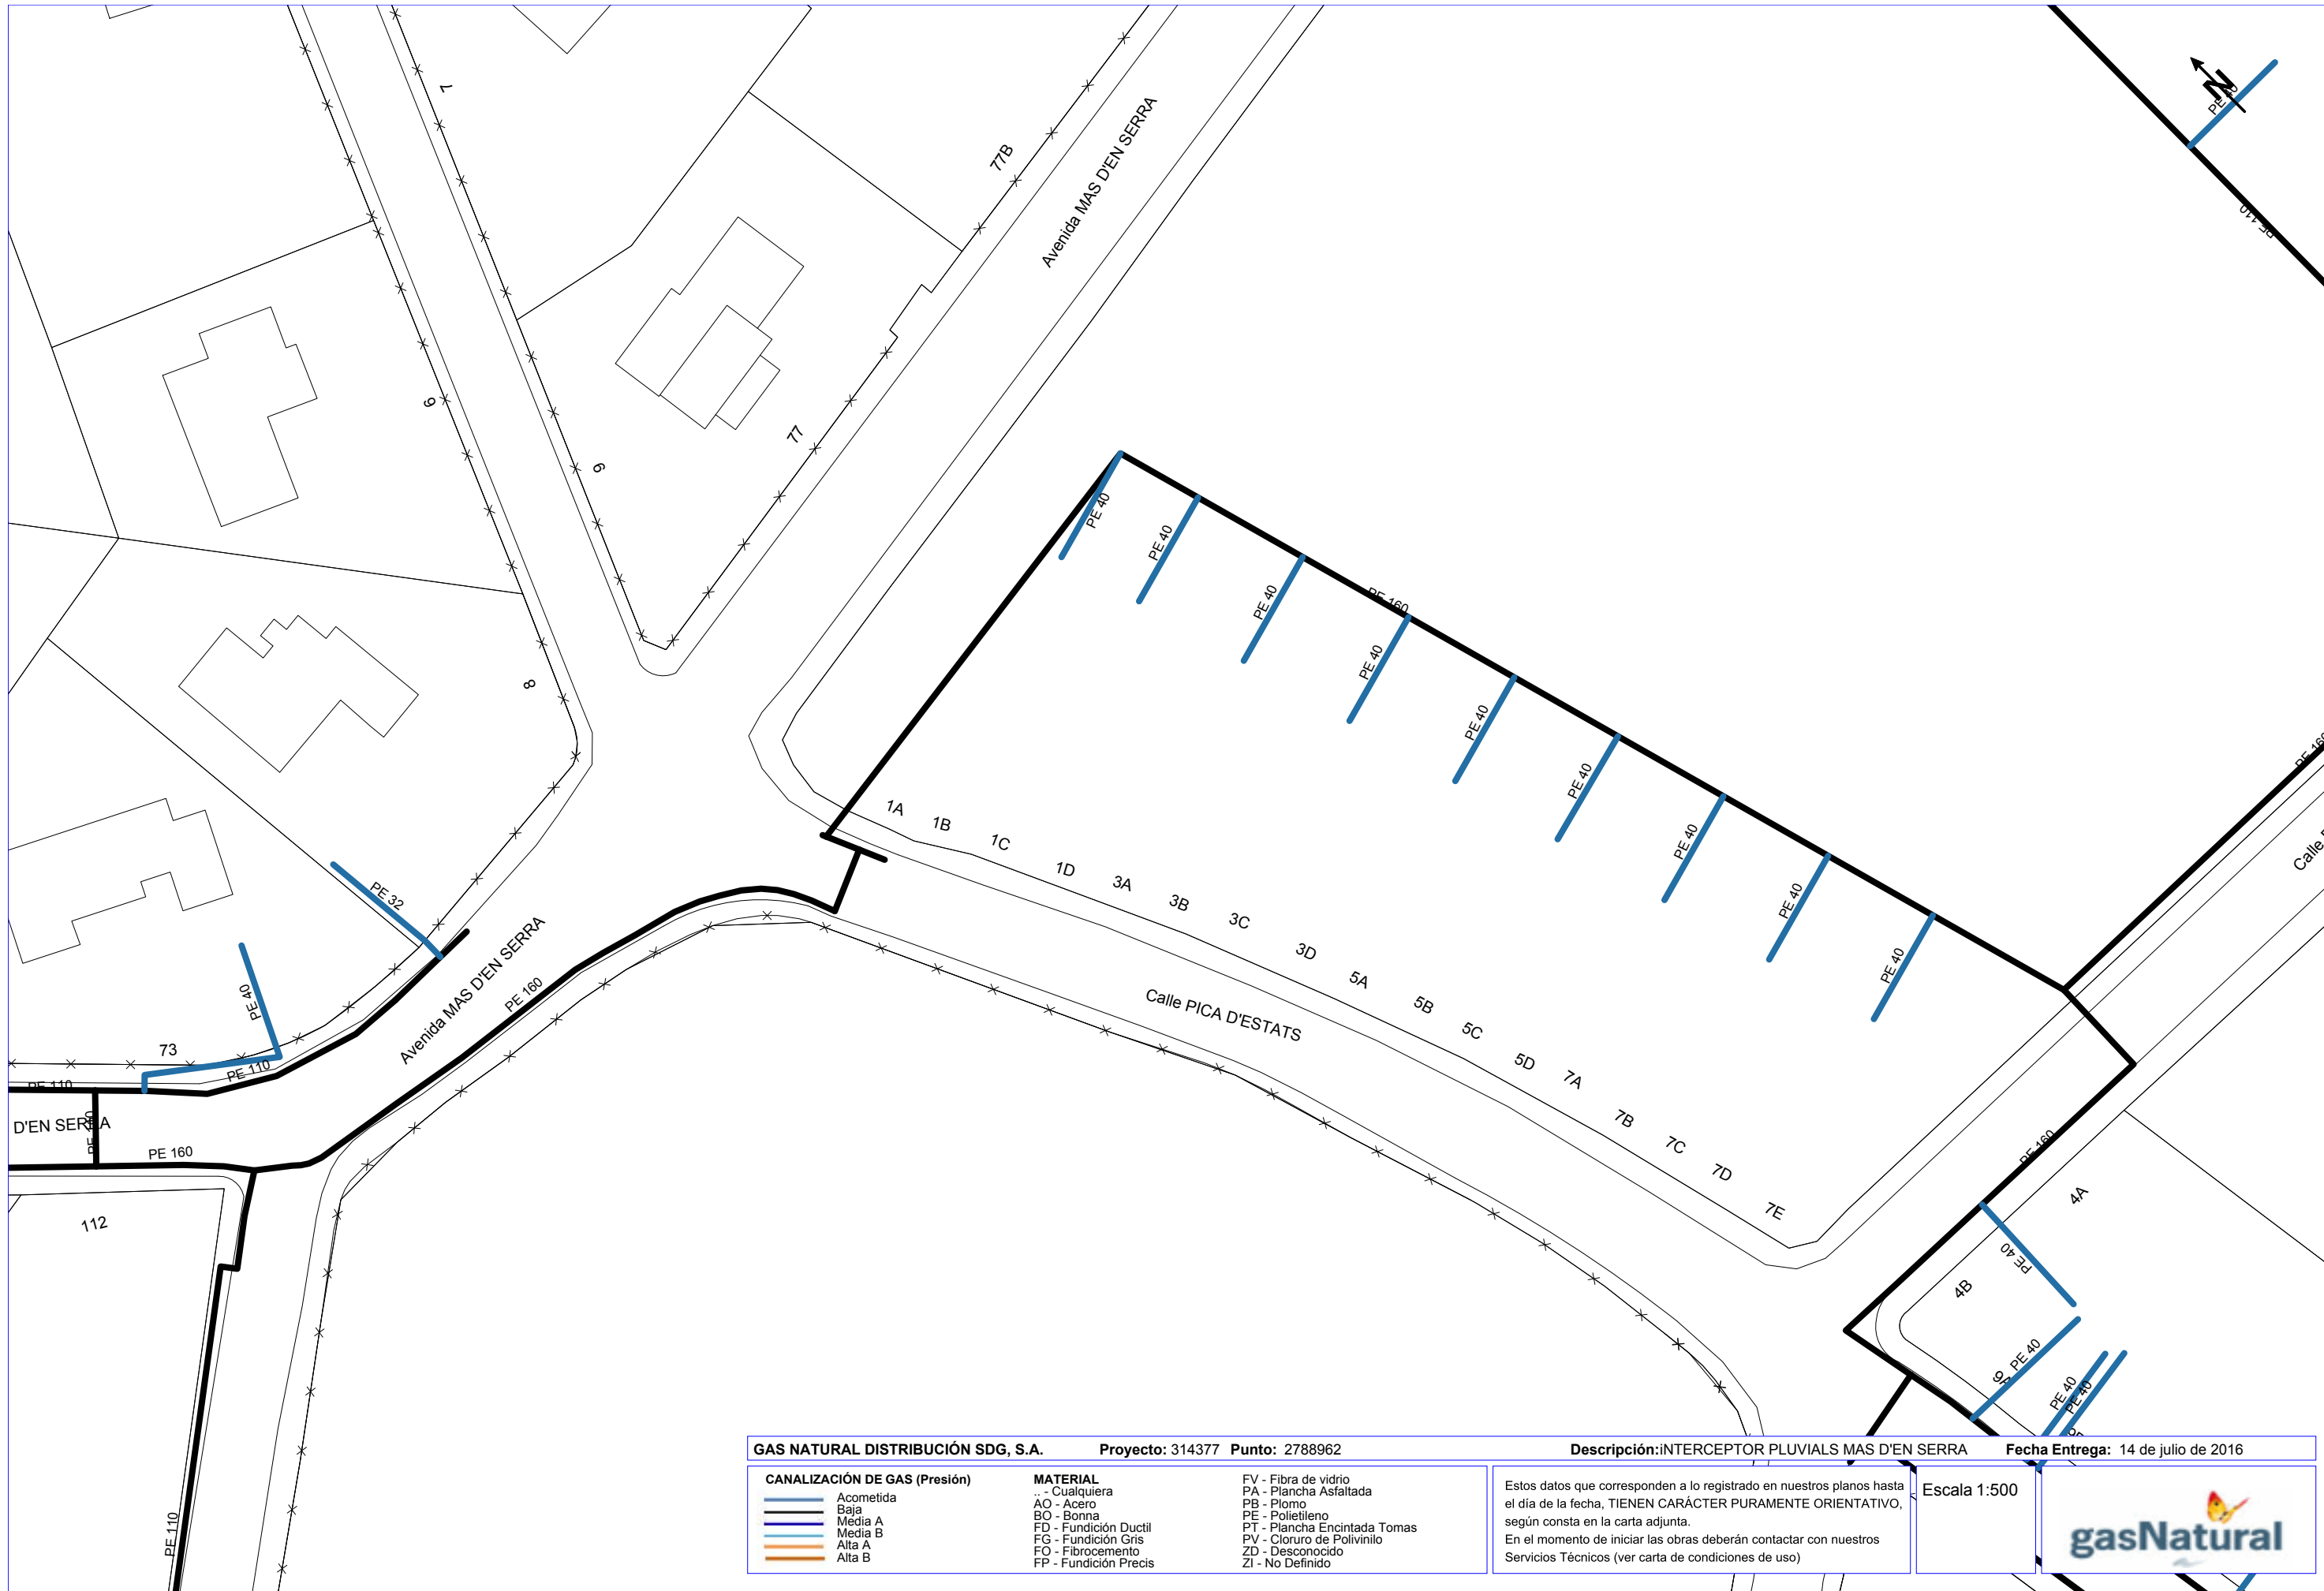 7
77B
Avenida MAS D'EN SERRA
N
PE 40
PE 110
6
9
77
PE 40
PE 40
PE 40
PE 160
PE 40
PE 40
PE 40
PE 40
PE 40
PE 40
8
PE 160
Calle
1A
1B
1C
1D
3A
3B
3C
3D
5A
5B
5C
5D
7A
7B
7C
7D
7E
PE 32
PE 40
Avenida MAS D'EN SERRA
PE 160
Calle PICA D'ESTATS
73
PE 110
PE 110
D'EN SERRA
PE 160
112
PE 160
4A
PE 40
4B
9A
PE 40
PE 40
PE 40
PE 110
GAS NATURAL DISTRIBUCIÓN SDG, S.A. Proyecto: 314377 Punto: 2788962 Descripción:iNTERCEPTOR PLUVIALS MAS D'EN SERRA Fecha Entrega: 14 de julio de 2016
CANALIZACIÓN DE GAS (Presión)
Acometida
Baja
Media A
Media B
Alta A
Alta B
MATERIAL
.. - Cualquiera
AO - Acero
BO - Bonna
FD - Fundición Ductil
FG - Fundición Gris
FO - Fibrocemento
FP - Fundición Precis
FV - Fibra de vidrio
PA - Plancha Asfaltada
PB - Plomo
PE - Polietileno
PT - Plancha Encintada Tomas
PV - Cloruro de Polivinilo
ZD - Desconocido
ZI - No Definido
Estos datos que corresponden a lo registrado en nuestros planos hasta
el día de la fecha, TIENEN CARÁCTER PURAMENTE ORIENTATIVO,
según consta en la carta adjunta.
En el momento de iniciar las obras deberán contactar con nuestros
Servicios Técnicos (ver carta de condiciones de uso)
Escala 1:500
gasNatural